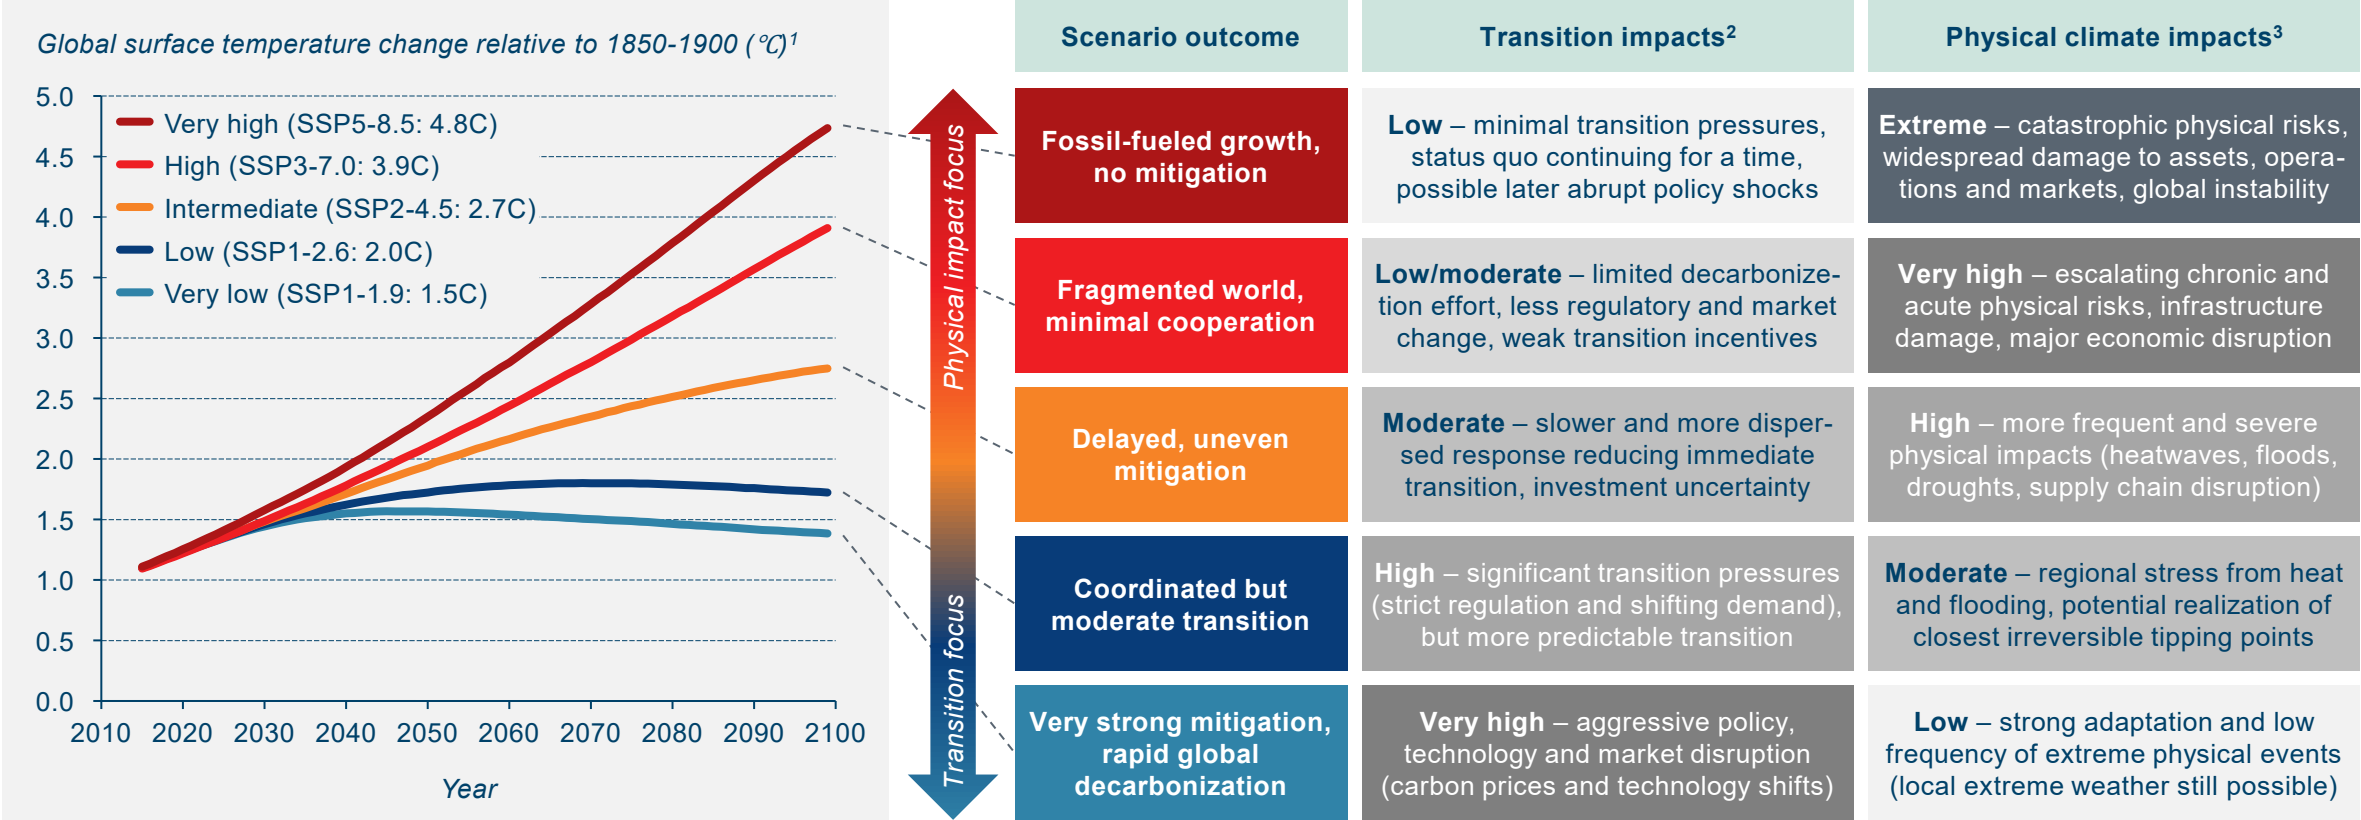 Global surface temperature change relative to 1850-1900 (℃)¹
5.0
4.5
4.0
3.5
3.0
2.5
2.0
1.5
1.0
0.5
0.0
Very high (SSP5-8.5: 4.8C)
High (SSP3-7.0: 3.9C)
Intermediate (SSP2-4.5: 2.7C)
Low (SSP1-2.6: 2.0C)
Very low (SSP1-1.9: 1.5C)
2010 2020 2030 2040 2050 2060 2070 2080 2090 2100
Year
Physical impact focus
Transition focus
Scenario outcome
Transition impacts²
Physical climate impacts³
Fossil-fueled growth,
no mitigation
Low – minimal transition pressures,
status quo continuing for a time,
possible later abrupt policy shocks
Extreme – catastrophic physical risks,
widespread damage to assets, opera-
tions and markets, global instability
Fragmented world,
minimal cooperation
Low/moderate – limited decarbonize-
tion effort, less regulatory and market
change, weak transition incentives
Very high – escalating chronic and
acute physical risks, infrastructure
damage, major economic disruption
Delayed, uneven
mitigation
Moderate – slower and more disper-
sed response reducing immediate
transition, investment uncertainty
High – more frequent and severe
physical impacts (heatwaves, floods,
droughts, supply chain disruption)
Coordinated but
moderate transition
High – significant transition pressures
(strict regulation and shifting demand),
but more predictable transition
Moderate – regional stress from heat
and flooding, potential realization of
closest irreversible tipping points
Very strong mitigation,
rapid global
decarbonization
Very high – aggressive policy,
technology and market disruption
(carbon prices and technology shifts)
Low – strong adaptation and low
frequency of extreme physical events
(local extreme weather still possible)